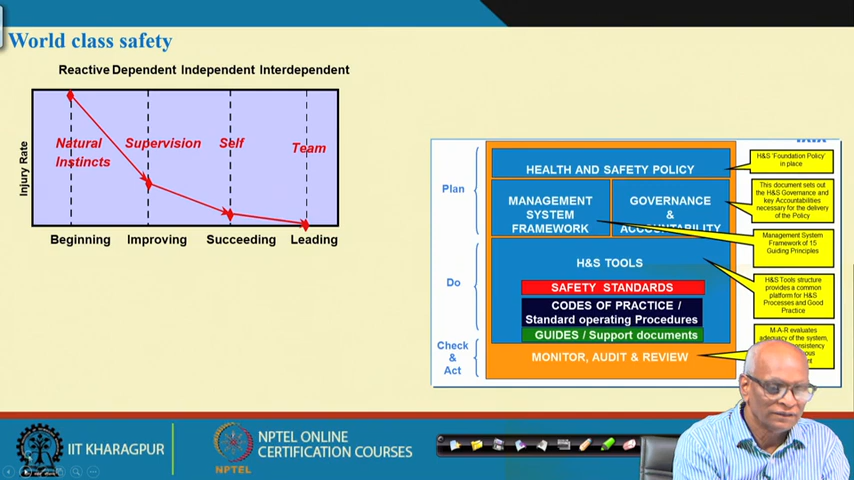 World class safety
Reactive Dependent Independent Interdependent
Injury Rate
Natural
Instincts
Supervision
Self
Team
Beginning
Improving
Succeeding
Leading
Plan
Do
Check
&
Act
HEALTH AND SAFETY POLICY
MANAGEMENT
SYSTEM
FRAMEWORK
GOVERNANCE
&
ACCOUNTABILITY
H&S TOOLS
SAFETY STANDARDS
CODES OF PRACTICE /
Standard operating Procedures
GUIDES / Support documents
MONITOR, AUDIT & REVIEW
H&S 'Foundation Policy'
in place
This document sets out
the H&S Governance and
key Accountabilities
necessary for the delivery
of the Policy
Management System
Framework of 15
Guiding Principles
H&S Tools structure
provides a common
platform for H&S
Processes and Good
Practice
M-A-R evaluates
adequacy of the system,
IIT KHARAGPUR
NPTEL
NPTEL ONLINE
CERTIFICATION COURSES